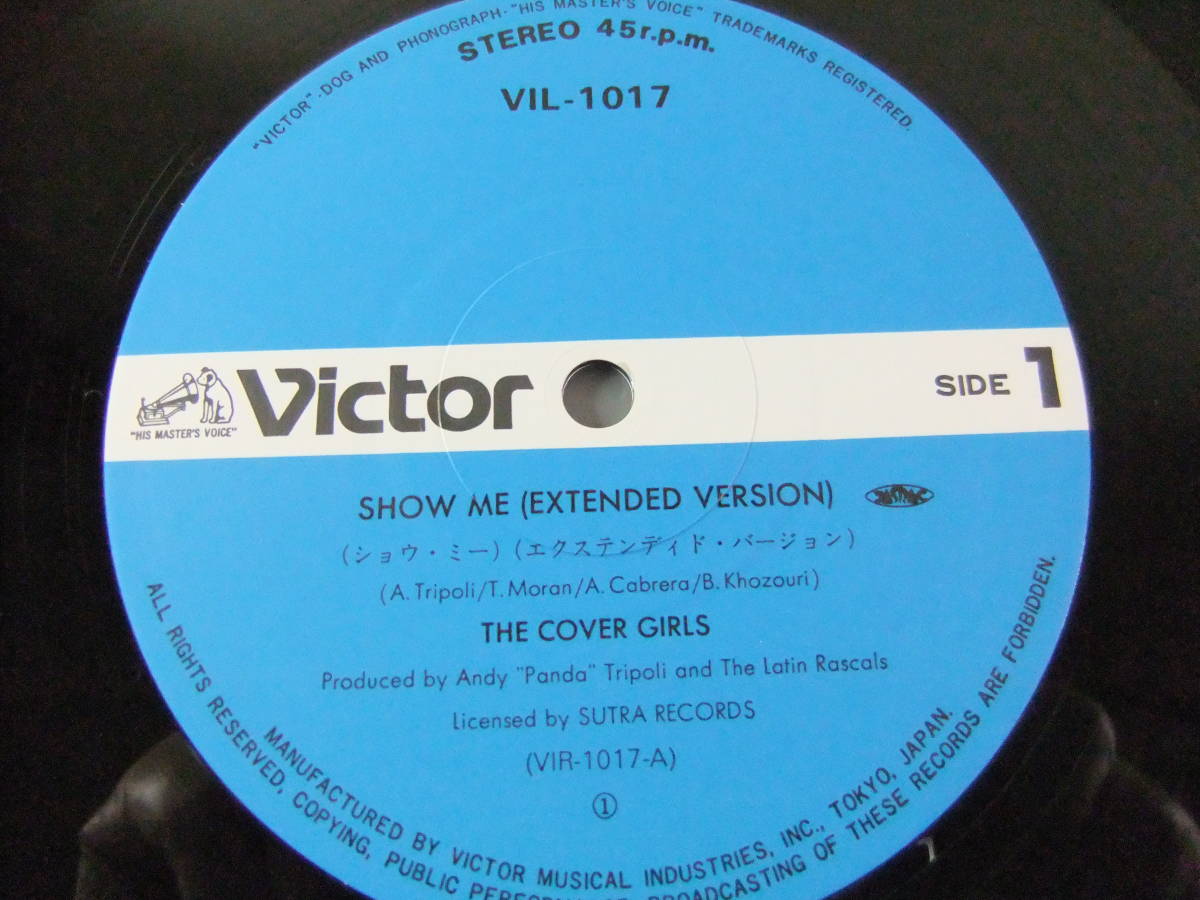 "VICTOR"-DOG AND PHONOGRAPH-"HIS MASTER'S VOICE" TRADEMARKS REGISTERED.
STEREO 45r.p.m.
VIL-1017
"HIS MASTER'S VOICE"
Victor
SIDE 1
SHOW ME (EXTENDED VERSION)
(ショウ・ミー)(エクステンディド・バージョン)
(A. Tripoli/T. Moran/A. Cabrera/B. Khozouri)
THE COVER GIRLS
Produced by Andy "Panda" Tripoli and The Latin Rascals
Licensed by SUTRA RECORDS
(VIR-1017-A)
①
MANUFACTURED BY VICTOR MUSICAL INDUSTRIES, INC., TOKYO, JAPAN.
ALL RIGHTS RESERVED, COPYING, PUBLIC BROADCASTING OF THESE RECORDS ARE FORBIDDEN.